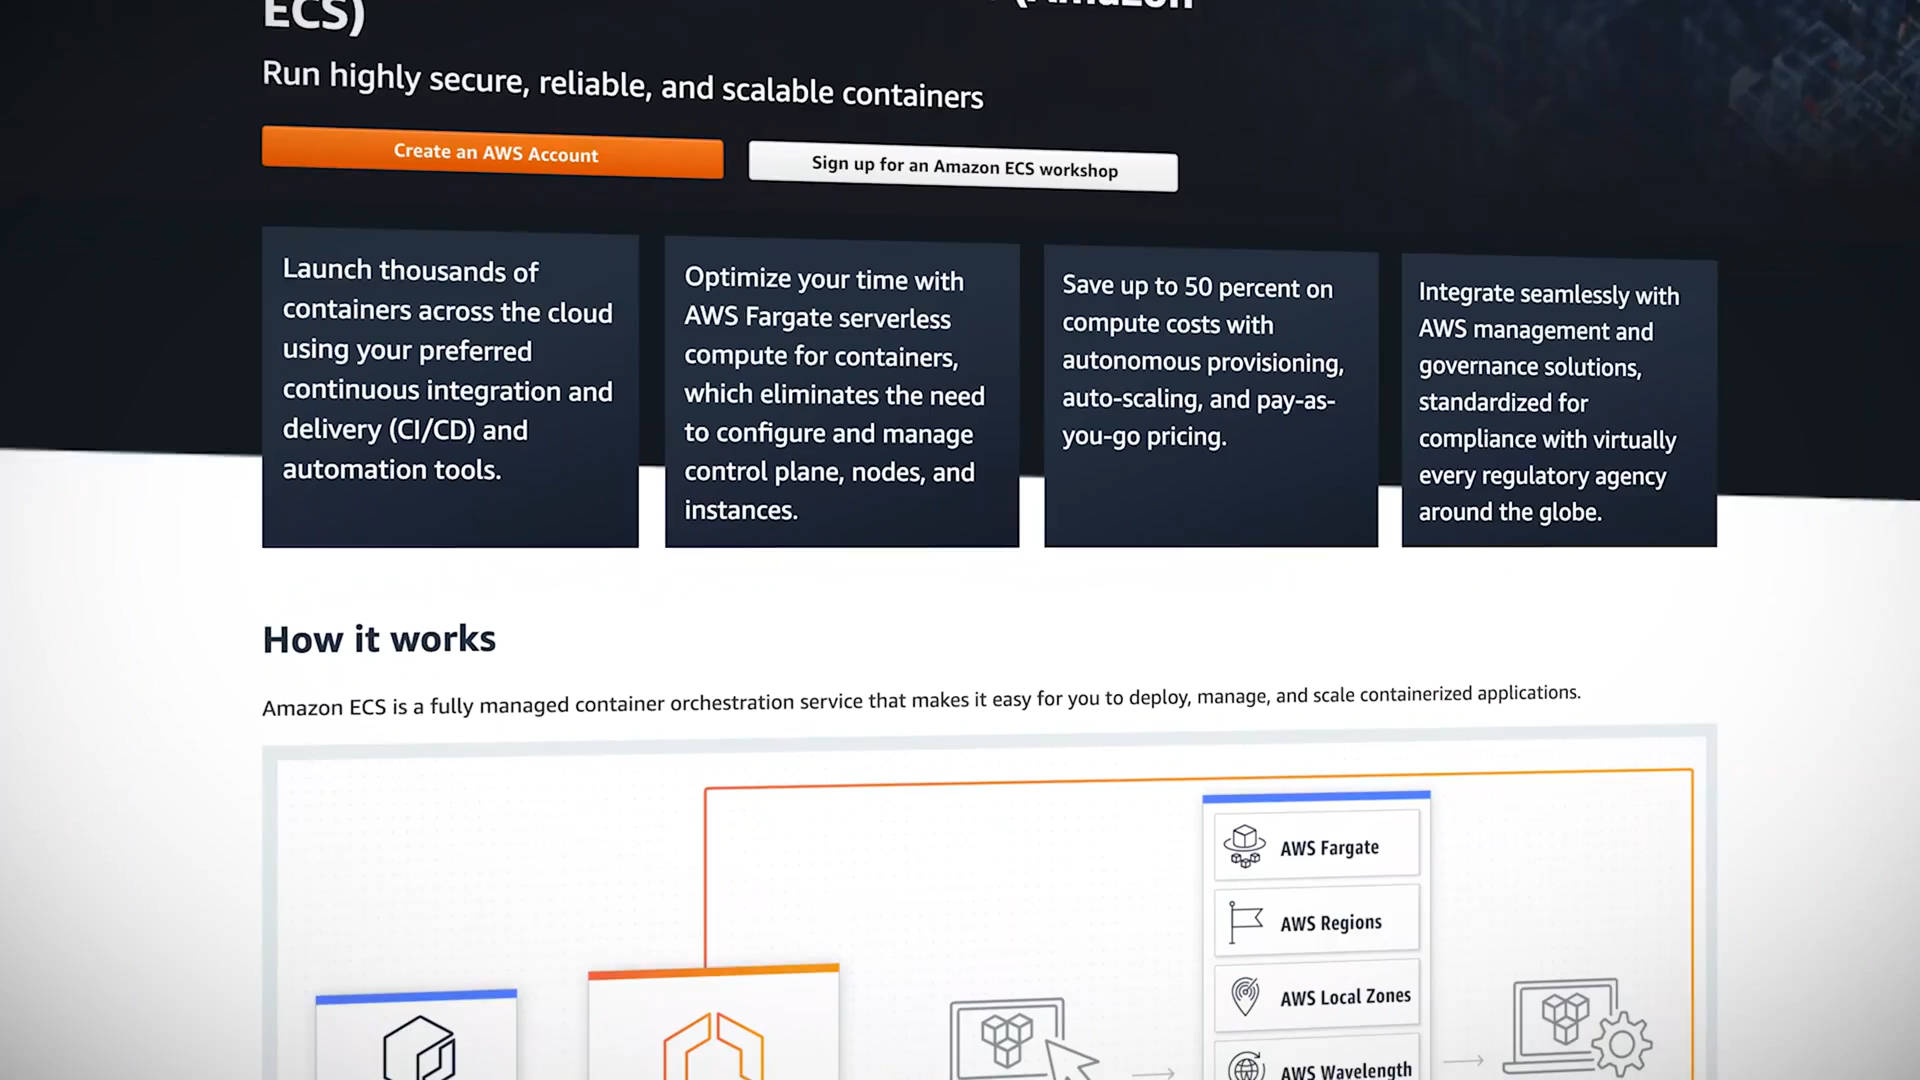 (Amazon
ECS)
Run highly secure, reliable, and scalable containers
Create an AWS Account
Sign up for an Amazon ECS workshop
Launch thousands of
containers across the cloud
using your preferred
continuous integration and
delivery (CI/CD) and
automation tools.
Optimize your time with
AWS Fargate serverless
compute for containers,
which eliminates the need
to configure and manage
control plane, nodes, and
instances.
Save up to 50 percent on
compute costs with
autonomous provisioning,
auto-scaling, and pay-as-
you-go pricing.
Integrate seamlessly with
AWS management and
governance solutions,
standardized for
compliance with virtually
every regulatory agency
around the globe.
How it works
Amazon ECS is a fully managed container orchestration service that makes it easy for you to deploy, manage, and scale containerized applications.
AWS Fargate
AWS Regions
AWS Local Zones
AWS Wavelength